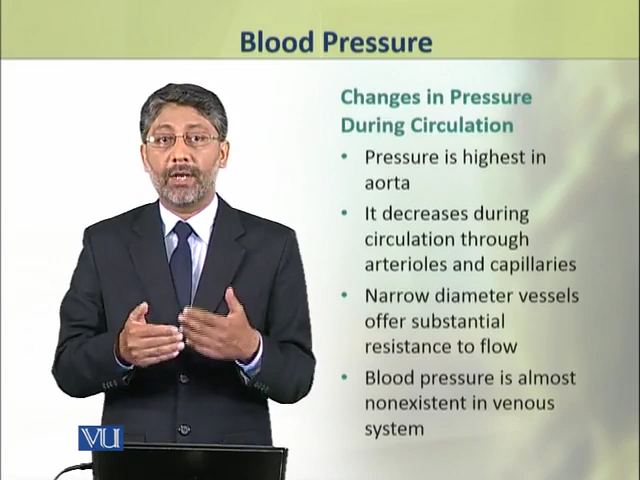 Blood Pressure
Changes in Pressure
During Circulation
• Pressure is highest in
aorta
• It decreases during
circulation through
arterioles and capillaries
• Narrow diameter vessels
offer substantial
resistance to flow
• Blood pressure is almost
nonexistent in venous
system
VU